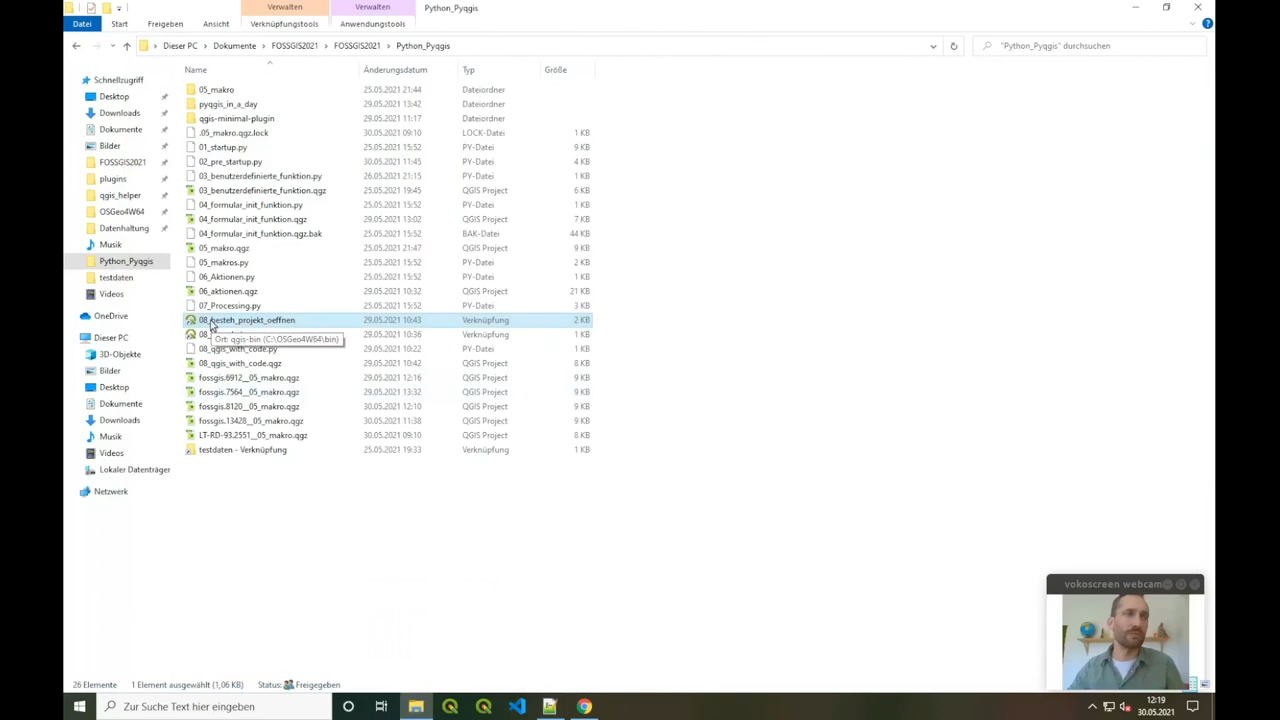 Verwalten
Verwalten
Python_Pyqgis
Datei
Start
Freigeben
Ansicht
Verknüpfungstools
Anwendungstools
Dieser PC > Dokumente > FOSSGIS2021 > FOSSGIS2021 > Python_Pyqgis
"Python_Pyqgis" durchsuchen
Name
Änderungsdatum
Typ
Größe
Schnellzugriff
Desktop
Downloads
Dokumente
Bilder
FOSSGIS2021
plugins
qgis_helper
OSGeo4W64
Datenhaltung
Musik
Python_Pyqgis
testdaten
Videos
OneDrive
Dieser PC
3D-Objekte
Bilder
Desktop
Dokumente
Downloads
Musik
Videos
Lokaler Datenträger
Netzwerk
05_makro 25.05.2021 21:44 Dateiordner
pyqgis_in_a_day 29.05.2021 13:42 Dateiordner
qgis-minimal-plugin 29.05.2021 11:17 Dateiordner
.05_makro.qgz.lock 30.05.2021 09:10 LOCK-Datei 1 KB
01_startup.py 25.05.2021 15:52 PY-Datei 9 KB
02_pre_startup.py 30.05.2021 11:45 PY-Datei 4 KB
03_benutzerdefinierte_funktion.py 26.05.2021 21:15 PY-Datei 1 KB
03_benutzerdefinierte_funktion.qgz 25.05.2021 19:45 QGIS Project 6 KB
04_formular_init_funktion.py 25.05.2021 15:52 PY-Datei 1 KB
04_formular_init_funktion.qgz 29.05.2021 13:02 QGIS Project 7 KB
04_formular_init_funktion.qgz.bak 25.05.2021 15:52 BAK-Datei 44 KB
05_makro.qgz 25.05.2021 21:47 QGIS Project 9 KB
05_makros.py 25.05.2021 15:52 PY-Datei 2 KB
06_Aktionen.py 25.05.2021 15:52 PY-Datei 1 KB
06_aktionen.qgz 29.05.2021 10:32 QGIS Project 21 KB
07_Processing.py 25.05.2021 15:52 PY-Datei 3 KB
08_besteh_projekt_oeffnen 29.05.2021 10:43 Verknüpfung 2 KB
08_ 29.05.2021 10:36 Verknüpfung 1 KB
Ort: qgis-bin (C:\OSGeo4W64\bin)
08_qgis_with_code.py 29.05.2021 10:22 PY-Datei 1 KB
08_qgis_with_code.qgz 29.05.2021 10:42 QGIS Project 8 KB
fossgis.6912__05_makro.qgz 29.05.2021 12:16 QGIS Project 9 KB
fossgis.7564__05_makro.qgz 29.05.2021 13:32 QGIS Project 9 KB
fossgis.8120__05_makro.qgz 30.05.2021 12:10 QGIS Project 9 KB
fossgis.13428__05_makro.qgz 30.05.2021 11:38 QGIS Project 9 KB
LT-RD-93.2551__05_makro.qgz 30.05.2021 09:10 QGIS Project 8 KB
testdaten - Verknüpfung 25.05.2021 19:33 Verknüpfung 1 KB
vokoscreen webcam
26 Elemente 1 Element ausgewählt (1,06 KB) Status: Freigegeben
Zur Suche Text hier eingeben
12:19
30.05.2021